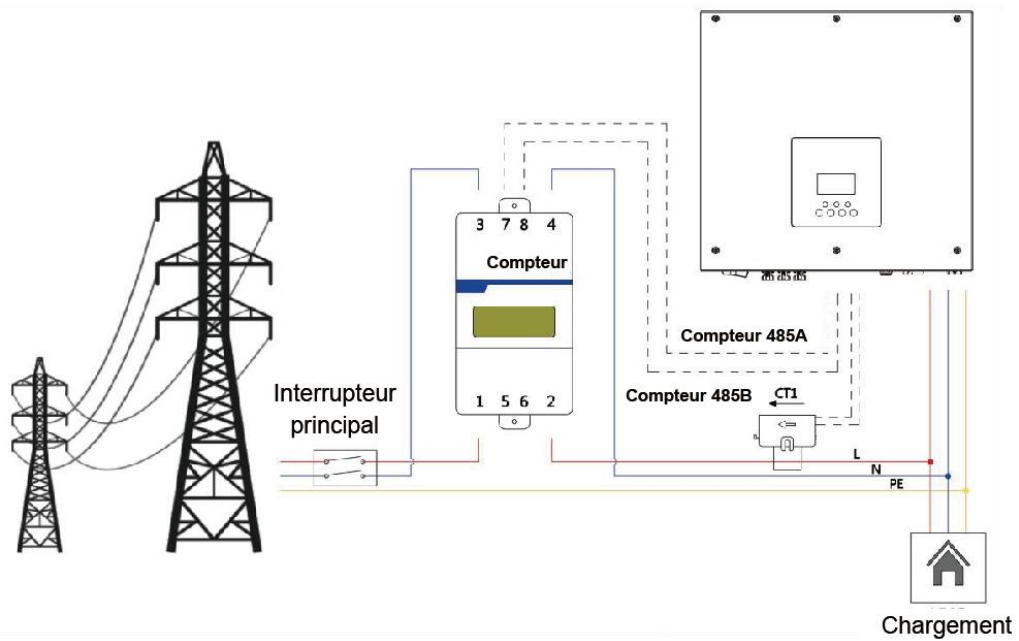 3 7 8 4
Compteur
Compteur 485A
Compteur 485B
CT1
Interrupteur
principal
1 5 6 2
L
N
PE
Chargement